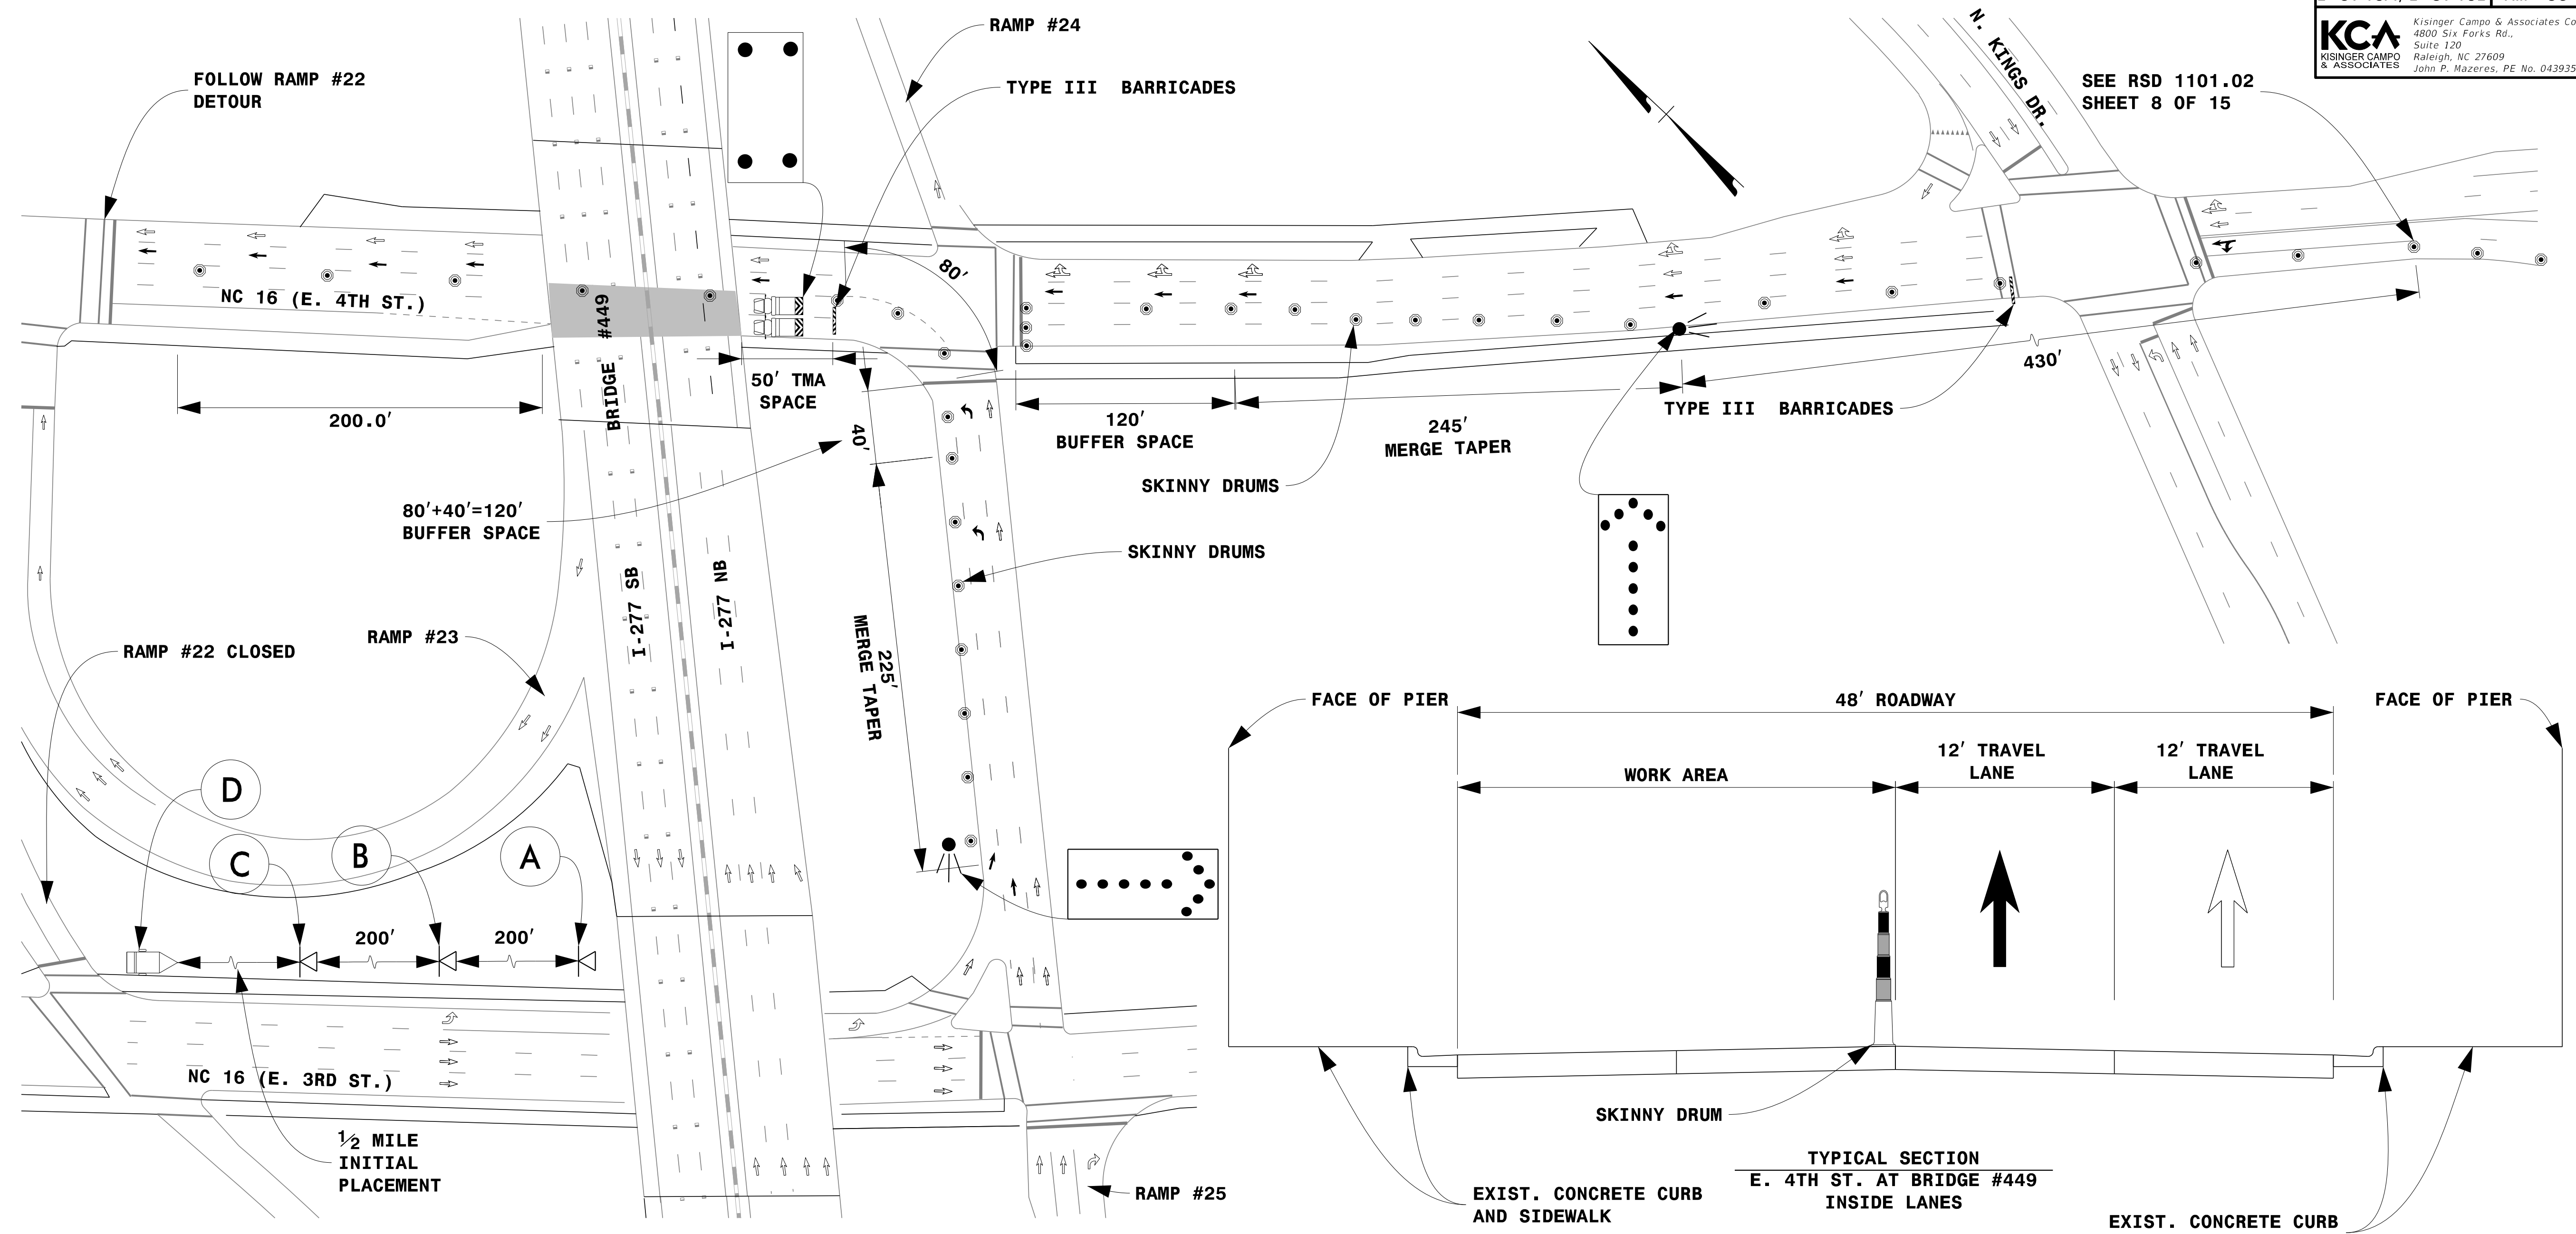 KCA
KISINGER CAMPO
& ASSOCIATES
Kisinger Campo & Associates Co
4800 Six Forks Rd.,
Suite 120
Raleigh, NC 27609
John P. Mazeres, PE No. 043935
RAMP #24
N. KINGS DR.
FOLLOW RAMP #22
DETOUR
TYPE III BARRICADES
SEE RSD 1101.02
SHEET 8 OF 15
80'
NC 16 (E. 4TH ST.)
BRIDGE #449
50' TMA
SPACE
200.0'
40'
120'
BUFFER SPACE
245'
MERGE TAPER
TYPE III BARRICADES
430'
SKINNY DRUMS
80'+40'=120'
BUFFER SPACE
SKINNY DRUMS
I-277 SB
I-277 NB
RAMP #22 CLOSED
RAMP #23
225'
MERGE TAPER
FACE OF PIER
48' ROADWAY
FACE OF PIER
WORK AREA
12' TRAVEL
LANE
12' TRAVEL
LANE
D
C
B
A
200'
200'
NC 16 (E. 3RD ST.)
½ MILE
INITIAL
PLACEMENT
RAMP #25
SKINNY DRUM
TYPICAL SECTION
E. 4TH ST. AT BRIDGE #449
INSIDE LANES
EXIST. CONCRETE CURB
AND SIDEWALK
EXIST. CONCRETE CURB